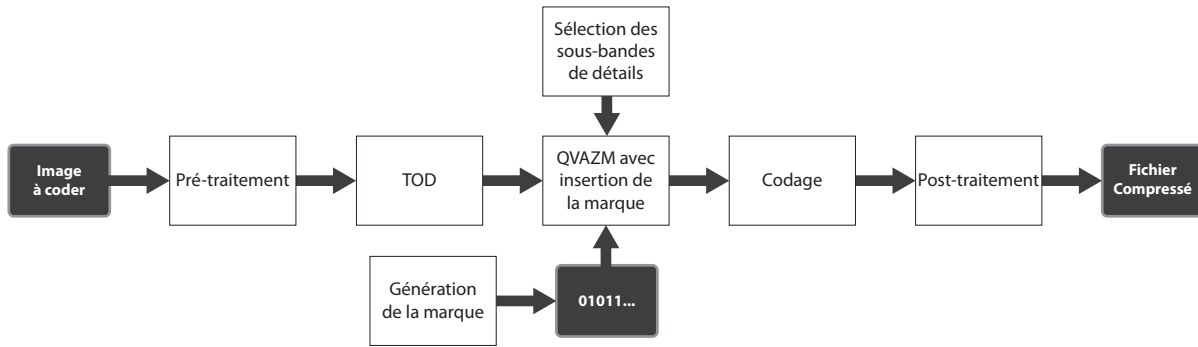 Sélection des
sous-bandes
de détails
Image
à coder
Pré-traitement
TOD
QVAZM avec
insertion de
la marque
Codage
Post-traitement
Fichier
Compressé
Génération
de la marque
01011...